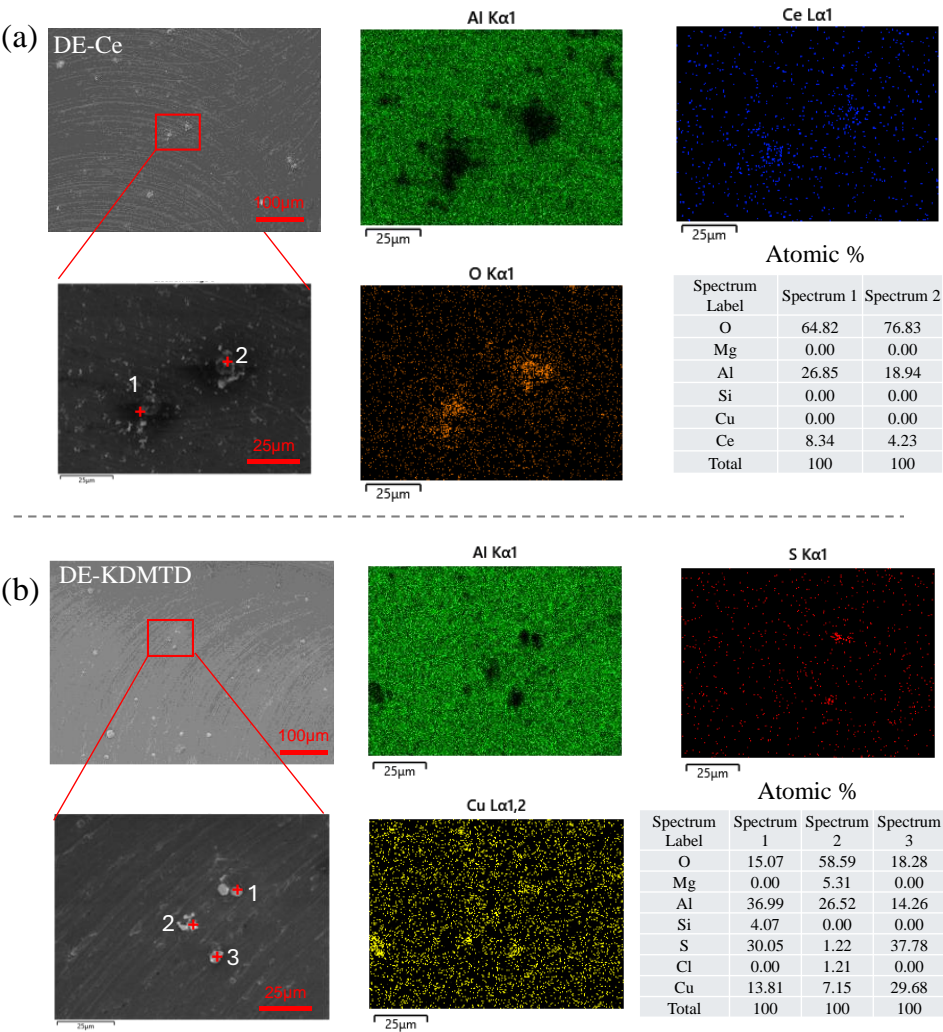 (a)
DE-Ce
100μm
Al Kα1
25μm
Ce Lα1
25μm
1
2
25μm
25μm
O Kα1
25μm
Atomic %
Spectrum Label Spectrum 1 Spectrum 2
O 64.82 76.83
Mg 0.00 0.00
Al 26.85 18.94
Si 0.00 0.00
Cu 0.00 0.00
Ce 8.34 4.23
Total 100 100
(b)
DE-KDMTD
100μm
Al Kα1
25μm
S Kα1
25μm
1
2
3
25μm
25μm
Cu Lα1,2
25μm
Atomic %
Spectrum Label Spectrum 1 Spectrum 2 Spectrum 3
O 15.07 58.59 18.28
Mg 0.00 5.31 0.00
Al 36.99 26.52 14.26
Si 4.07 0.00 0.00
S 30.05 1.22 37.78
Cl 0.00 1.21 0.00
Cu 13.81 7.15 29.68
Total 100 100 100